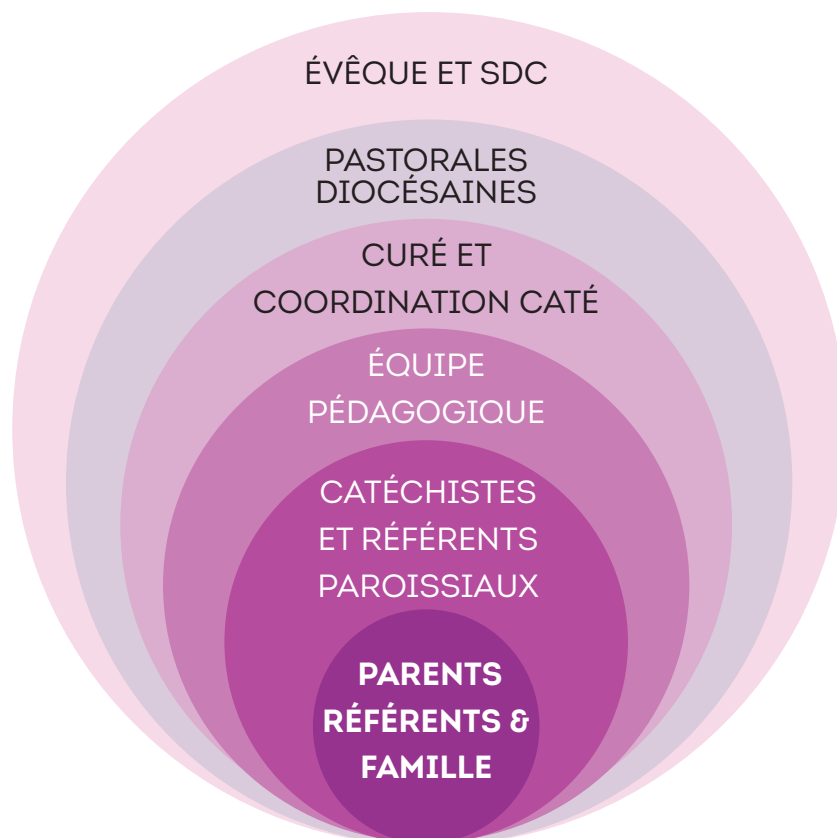 ÉVÊQUE ET SDC
PASTORALES
DIOCÉSAINES
CURÉ ET
COORDINATION CATÉ
ÉQUIPE
PÉDAGOGIQUE
CATÉCHISTES
ET RÉFÉRENTS
PAROISSIAUX
PARENTS
RÉFÉRENTS &
FAMILLE